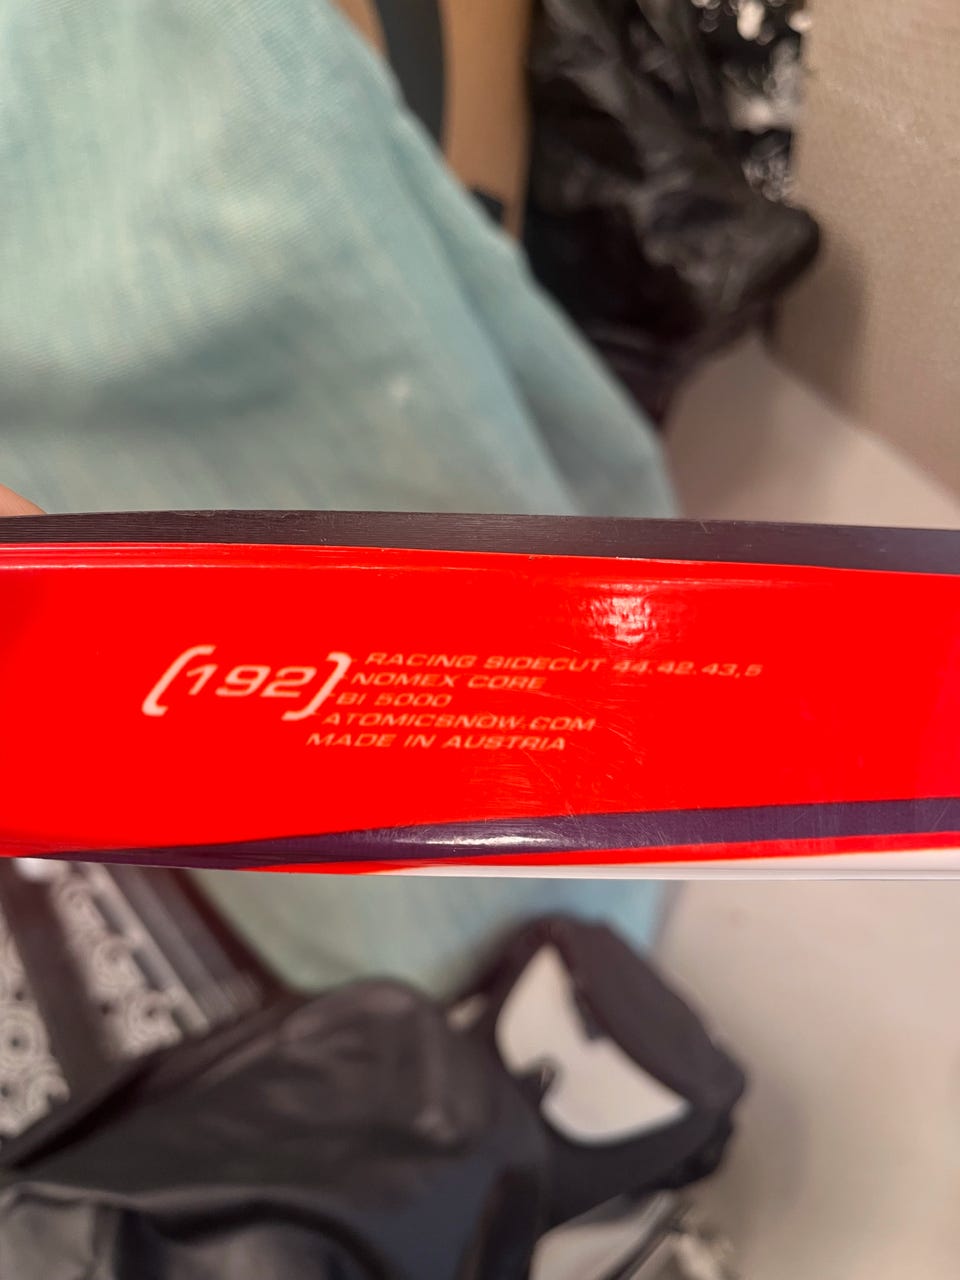 [192]
RACING SIDECUT 44.42.43,5
NOMEX CORE
BI 5000
ATOMICSNOW.COM
MADE IN AUSTRIA